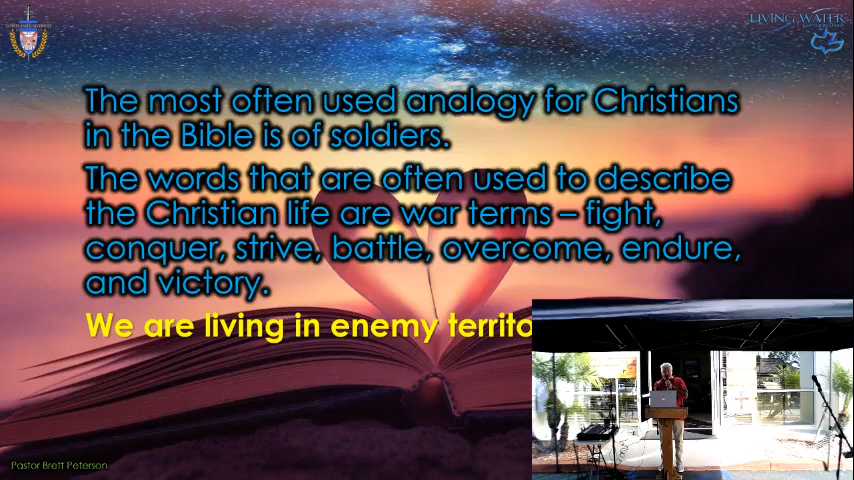 LIVING WATER
The most often used analogy for Christians
in the Bible is of soldiers.
The words that are often used to describe
the Christian life are war terms – fight,
conquer, strive, battle, overcome, endure,
and victory.
We are living in enemy territo
Pastor Brett Peterson